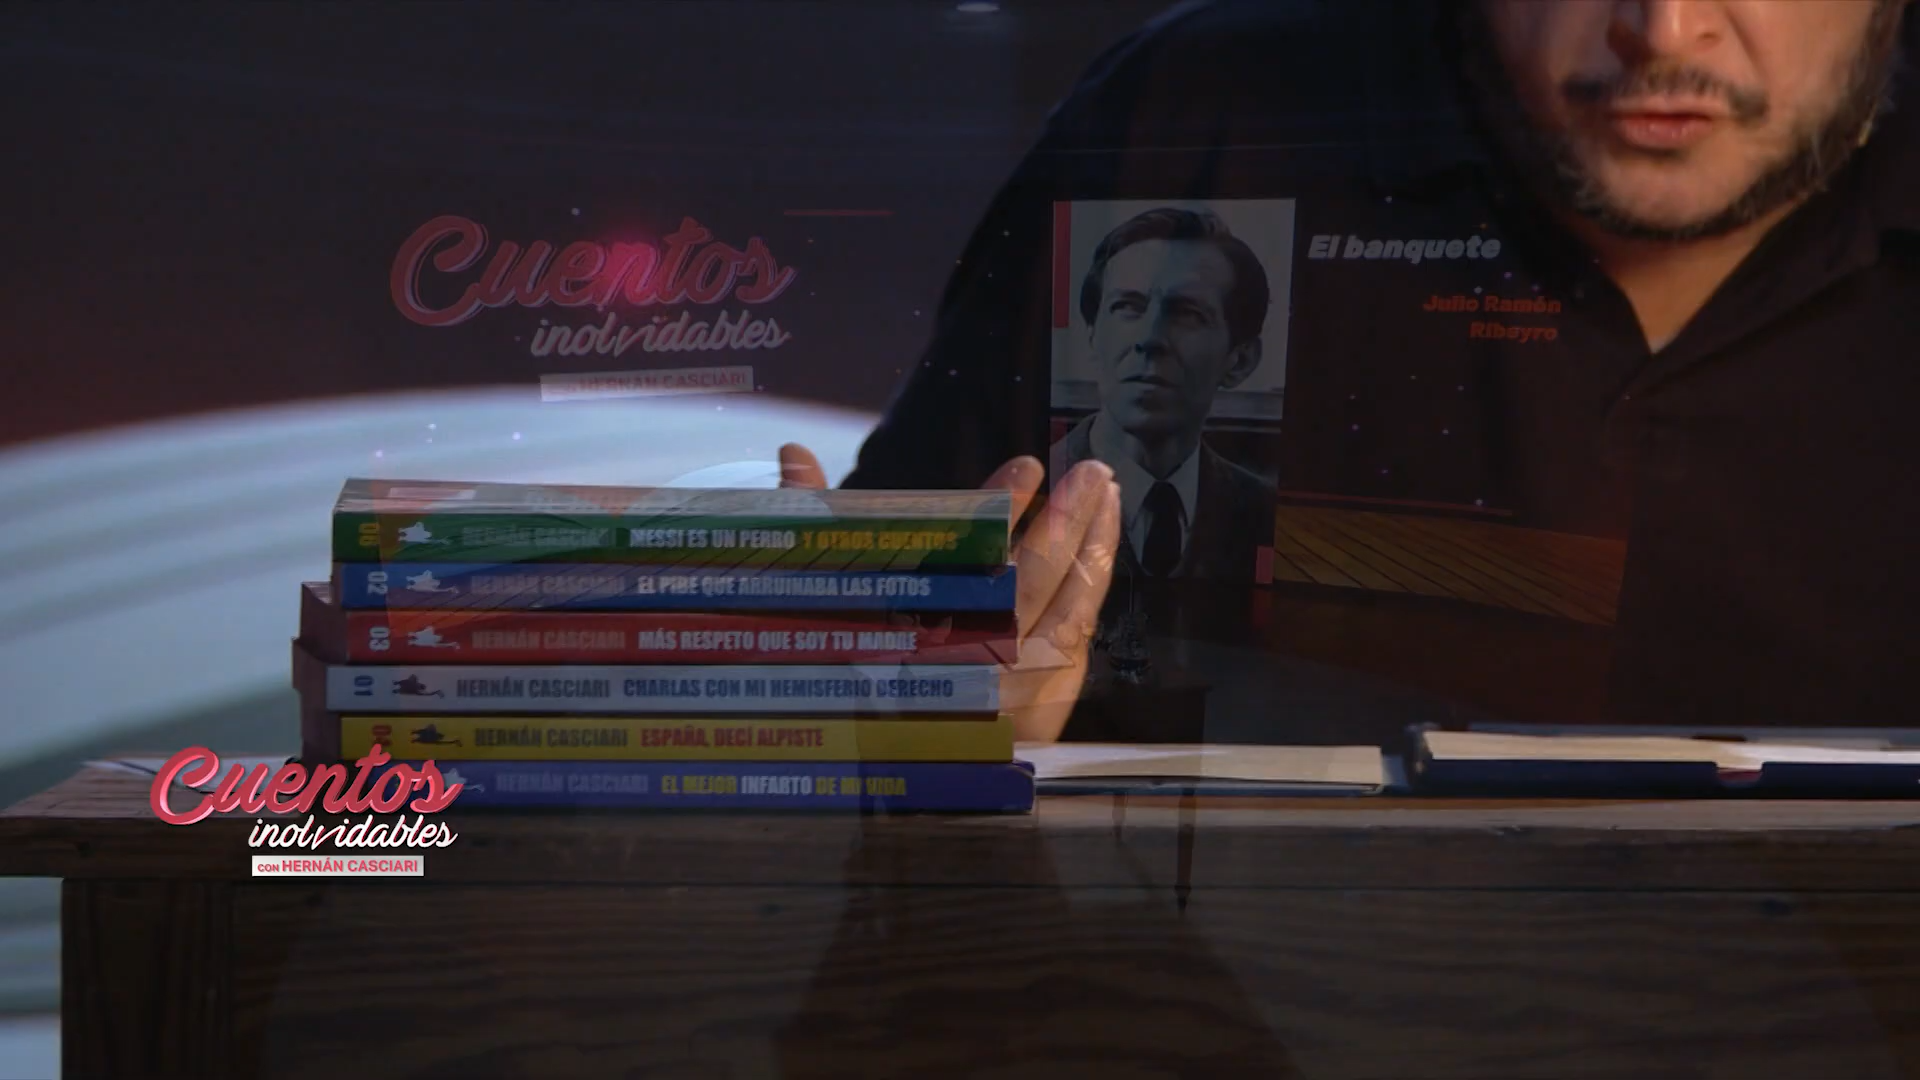 Cuentos
inolvidables
CON HERNÁN CASCIARI
El banquete
Julio Ramón
Ribeyro
06 HERNÁN CASCIARI MESSI ES UN PERRO Y OTROS CUENTOS
02 HERNÁN CASCIARI EL PIBE QUE ARRUINABA LAS FOTOS
03 HERNÁN CASCIARI MÁS RESPETO QUE SOY TU MADRE
01 HERNÁN CASCIARI CHARLAS CON MI HEMISFERIO DERECHO
HERNÁN CASCIARI ESPAÑA, DECÍ ALPISTE
HERNÁN CASCIARI EL MEJOR INFARTO DE MI VIDA
Cuentos
inolvidables
CON HERNÁN CASCIARI